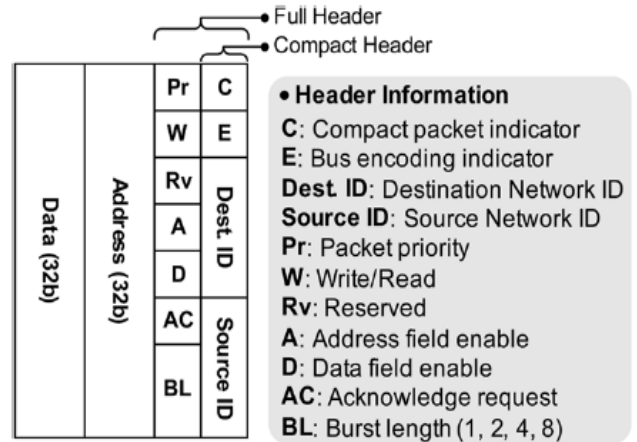 Full Header
Compact Header
Data (32b)
Address (32b)
Pr
C
W
E
Rv
A
D
Dest. ID
AC
BL
Source ID
• Header Information
C: Compact packet indicator
E: Bus encoding indicator
Dest. ID: Destination Network ID
Source ID: Source Network ID
Pr: Packet priority
W: Write/Read
Rv: Reserved
A: Address field enable
D: Data field enable
AC: Acknowledge request
BL: Burst length (1, 2, 4, 8)